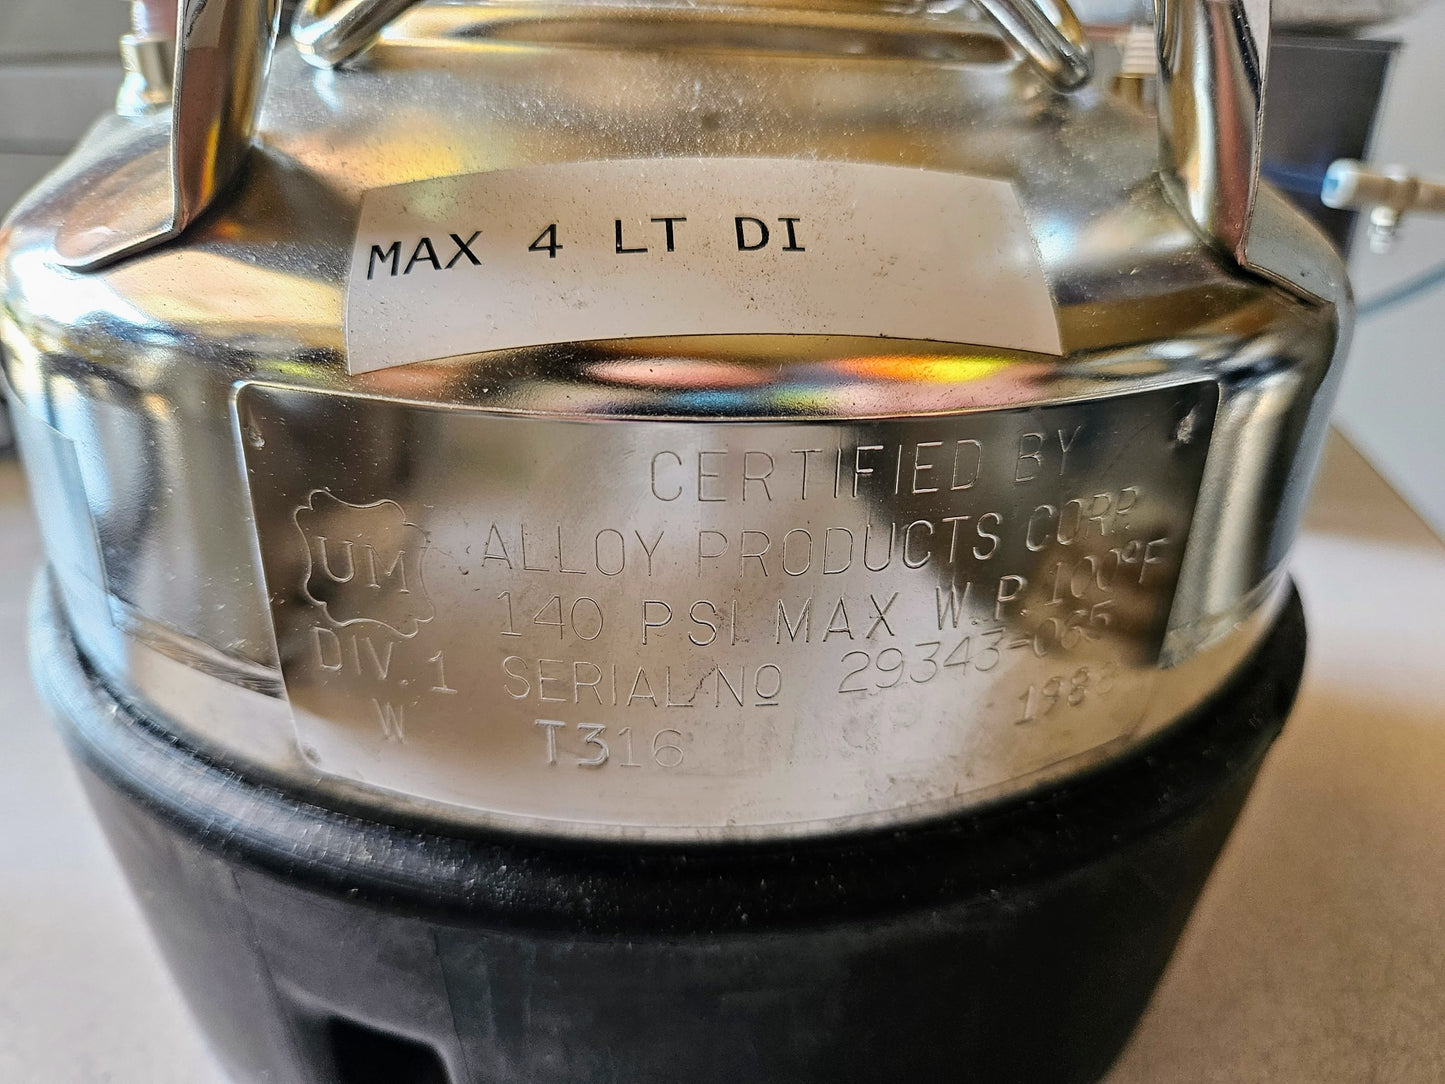 MAX 4 LT DI
CERTIFIED BY
ALLOY PRODUCTS CORP.
UM
140 PSI MAX W.P. 100°F
DIV. 1 SERIAL Nº 29343-065
W T316